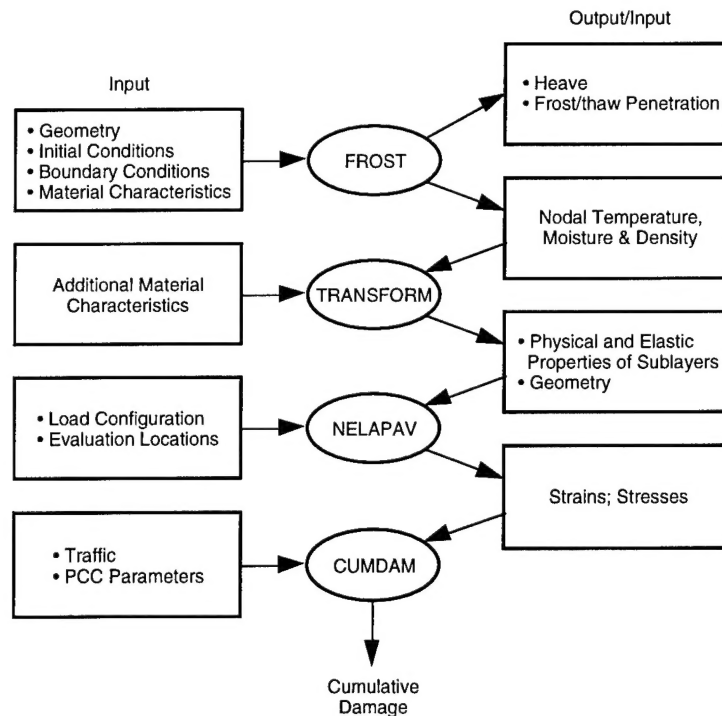 Output/Input
Input
• Heave
• Frost/thaw Penetration
• Geometry
• Initial Conditions
• Boundary Conditions
• Material Characteristics
FROST
Nodal Temperature,
Moisture & Density
Additional Material
Characteristics
TRANSFORM
• Physical and Elastic
Properties of Sublayers
• Geometry
• Load Configuration
• Evaluation Locations
NELAPAV
Strains; Stresses
• Traffic
• PCC Parameters
CUMDAM
Cumulative
Damage